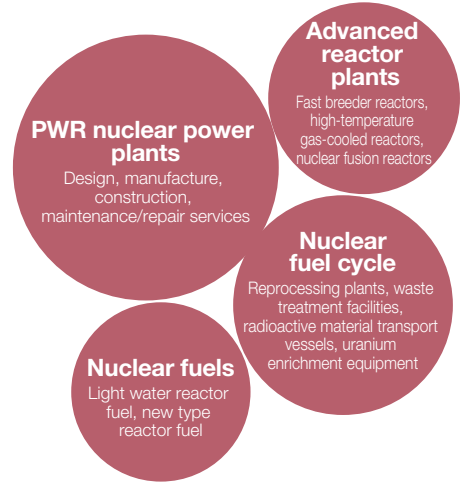 Advanced
reactor
plants
Fast breeder reactors,
high-temperature
gas-cooled reactors,
nuclear fusion reactors
PWR nuclear power
plants
Design, manufacture,
construction,
maintenance/repair services
Nuclear
fuel cycle
Reprocessing plants, waste
treatment facilities,
radioactive material transport
vessels, uranium
enrichment equipment
Nuclear fuels
Light water reactor
fuel, new type
reactor fuel